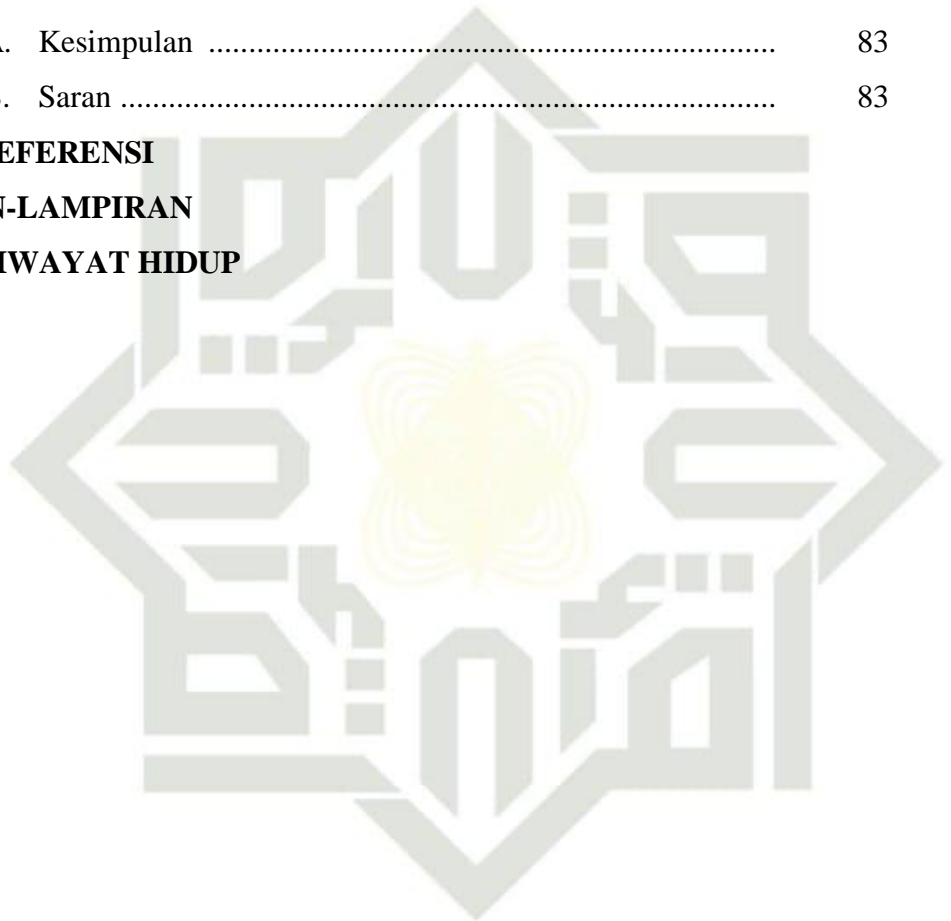 A. Kesimpulan ..................................................................... 83
. Saran ................................................................................ 83
EFERENSI
-LAMPIRAN
IWAYAT HIDUP